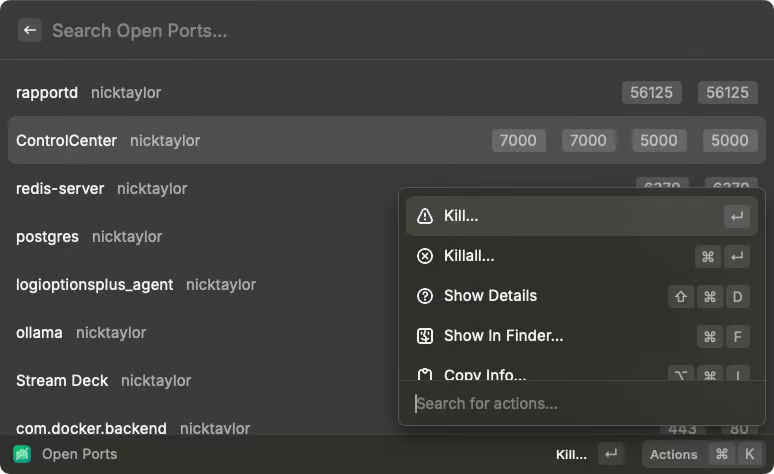 Search Open Ports...
rapportd nicktaylor 56125 56125
ControlCenter nicktaylor 7000 7000 5000 5000
redis-server nicktaylor 6379 6379
postgres nicktaylor
logioptionsplus_agent nicktaylor
ollama nicktaylor
Stream Deck nicktaylor
com.docker.backend nicktaylor 443 80
Kill...
Killall... ⌘
Show Details ⇧ ⌘ D
Show In Finder... ⌘ F
Copy Info... ⌥ ⌘
Search for actions...
Open Ports Kill... Actions ⌘ K